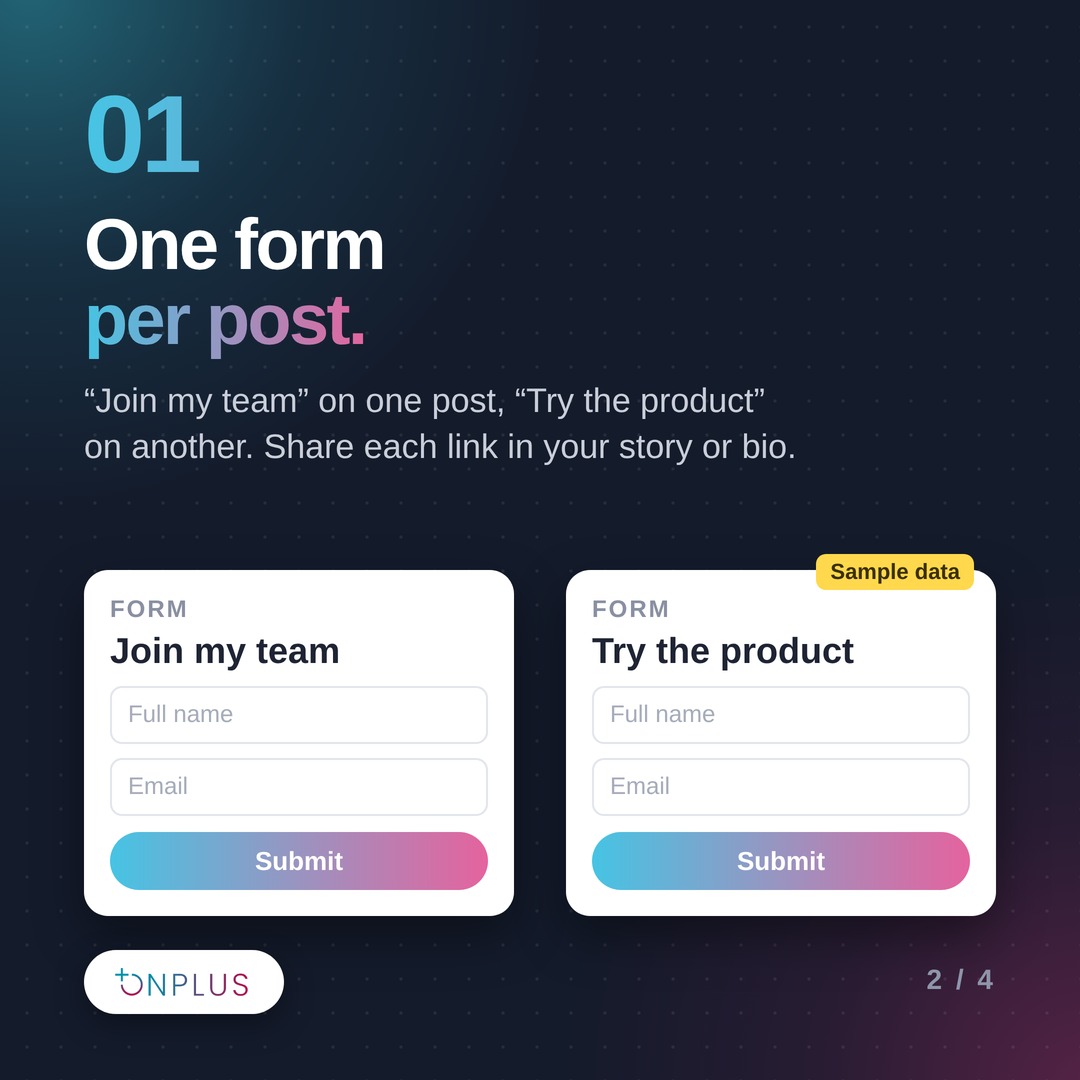 01
One form
per post.
“Join my team” on one post, “Try the product”
on another. Share each link in your story or bio.
FORM
Join my team
Full name
Email
Submit
Sample data
FORM
Try the product
Full name
Email
Submit
ONPLUS
2 / 4